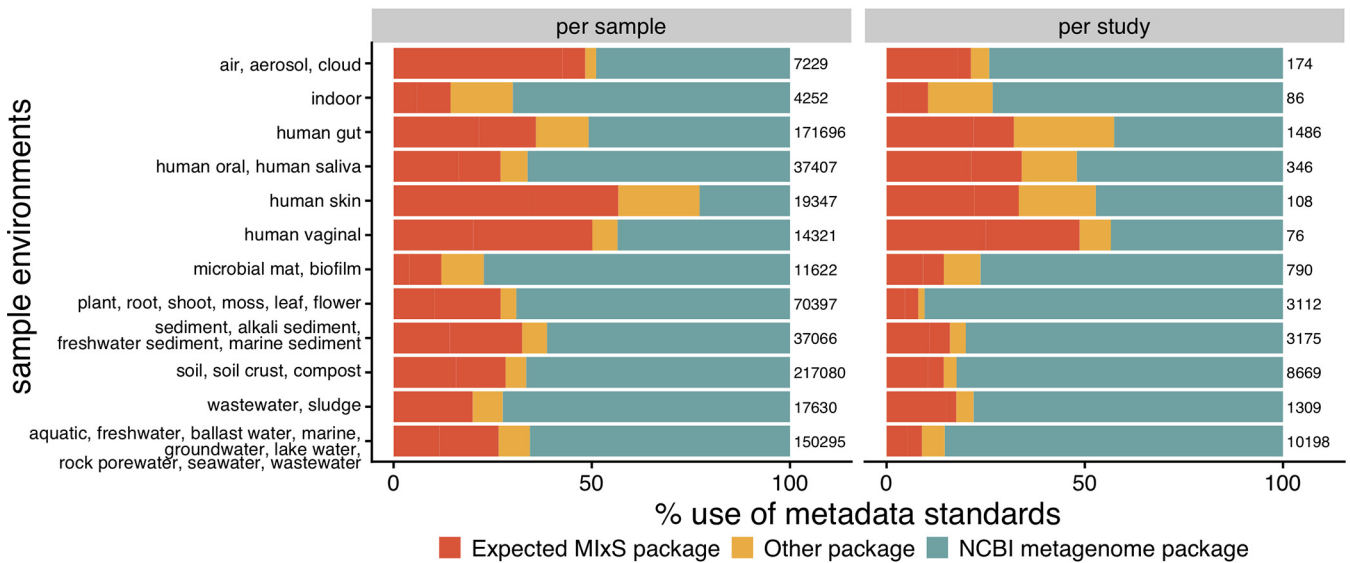 per sample
per study
sample environments
air, aerosol, cloud
7229
174
indoor
4252
86
human gut
171696
1486
human oral, human saliva
37407
346
human skin
19347
108
human vaginal
14321
76
microbial mat, biofilm
11622
790
plant, root, shoot, moss, leaf, flower
70397
3112
sediment, alkali sediment,
freshwater sediment, marine sediment
37066
3175
soil, soil crust, compost
217080
8669
wastewater, sludge
17630
1309
aquatic, freshwater, ballast water, marine,
groundwater, lake water,
rock porewater, seawater, wastewater
150295
10198
0 50 100
0 50 100
% use of metadata standards
Expected MIxS package
Other package
NCBI metagenome package